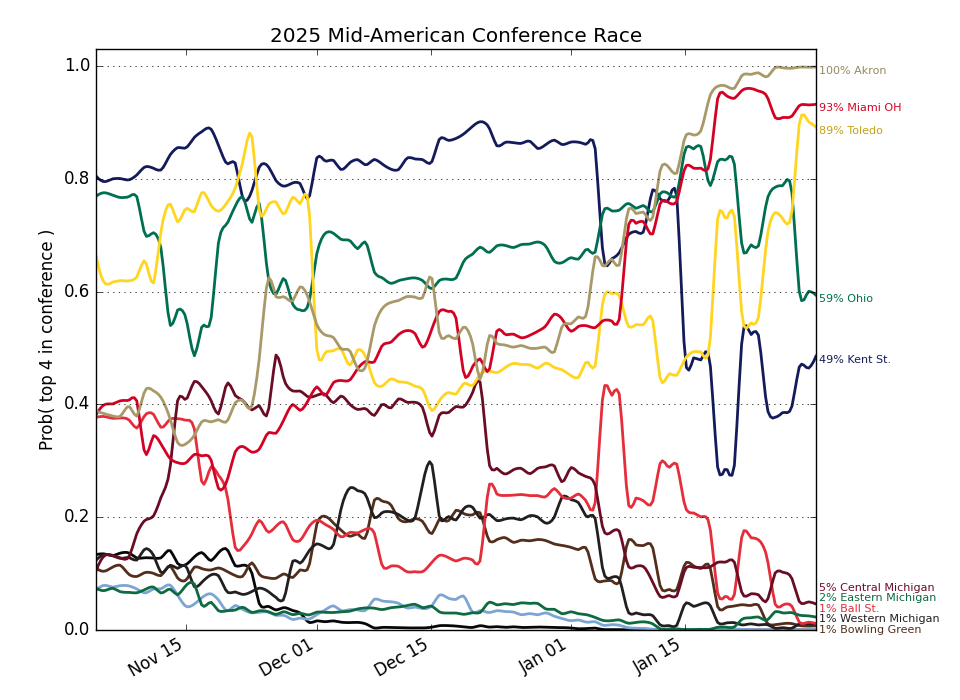 2025 Mid-American Conference Race
Prob( top 4 in conference )
1.0
0.8
0.6
0.4
0.2
0.0
Nov 15
Dec 01
Dec 15
Jan 01
Jan 15
100% Akron
93% Miami OH
89% Toledo
59% Ohio
49% Kent St.
5% Central Michigan
2% Eastern Michigan
1% Ball St.
1% Western Michigan
1% Bowling Green